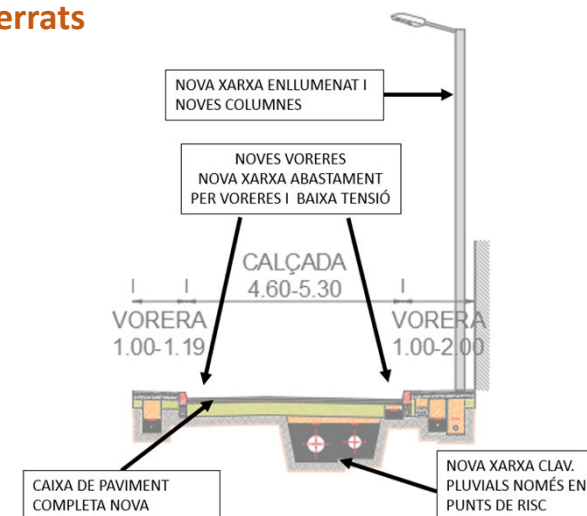 errats
NOVA XARXA ENLLUMENAT I
NOVES COLUMNES
NOVES VORERES
NOVA XARXA ABASTAMENT
PER VORERES I BAIXA TENSIÓ
CALÇADA
4.60-5.30
VORERA
1.00-1.19
VORERA
1.00-2.00
CAIXA DE PAVIMENT
COMPLETA NOVA
NOVA XARXA CLAV.
PLUVIALS NOMÉS EN
PUNTS DE RISC